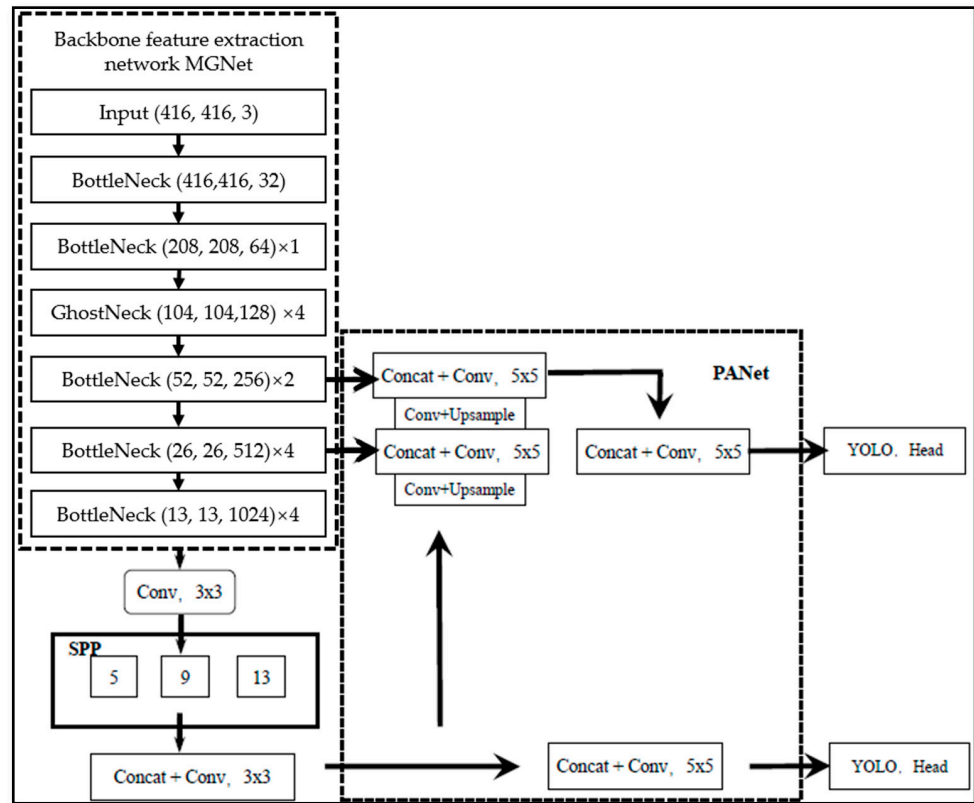 Backbone feature extraction
network MGNet
Input (416, 416, 3)
BottleNeck (416,416, 32)
BottleNeck (208, 208, 64)×1
GhostNeck (104, 104,128) ×4
BottleNeck (52, 52, 256)×2
BottleNeck (26, 26, 512)×4
BottleNeck (13, 13, 1024)×4
Conv, 3x3
SPP
5 9 13
Concat + Conv, 3x3
PANet
Concat + Conv, 5x5
Conv+Upsample
Concat + Conv, 5x5
Conv+Upsample
Concat + Conv, 5x5
YOLO, Head
Concat + Conv, 5x5
YOLO, Head